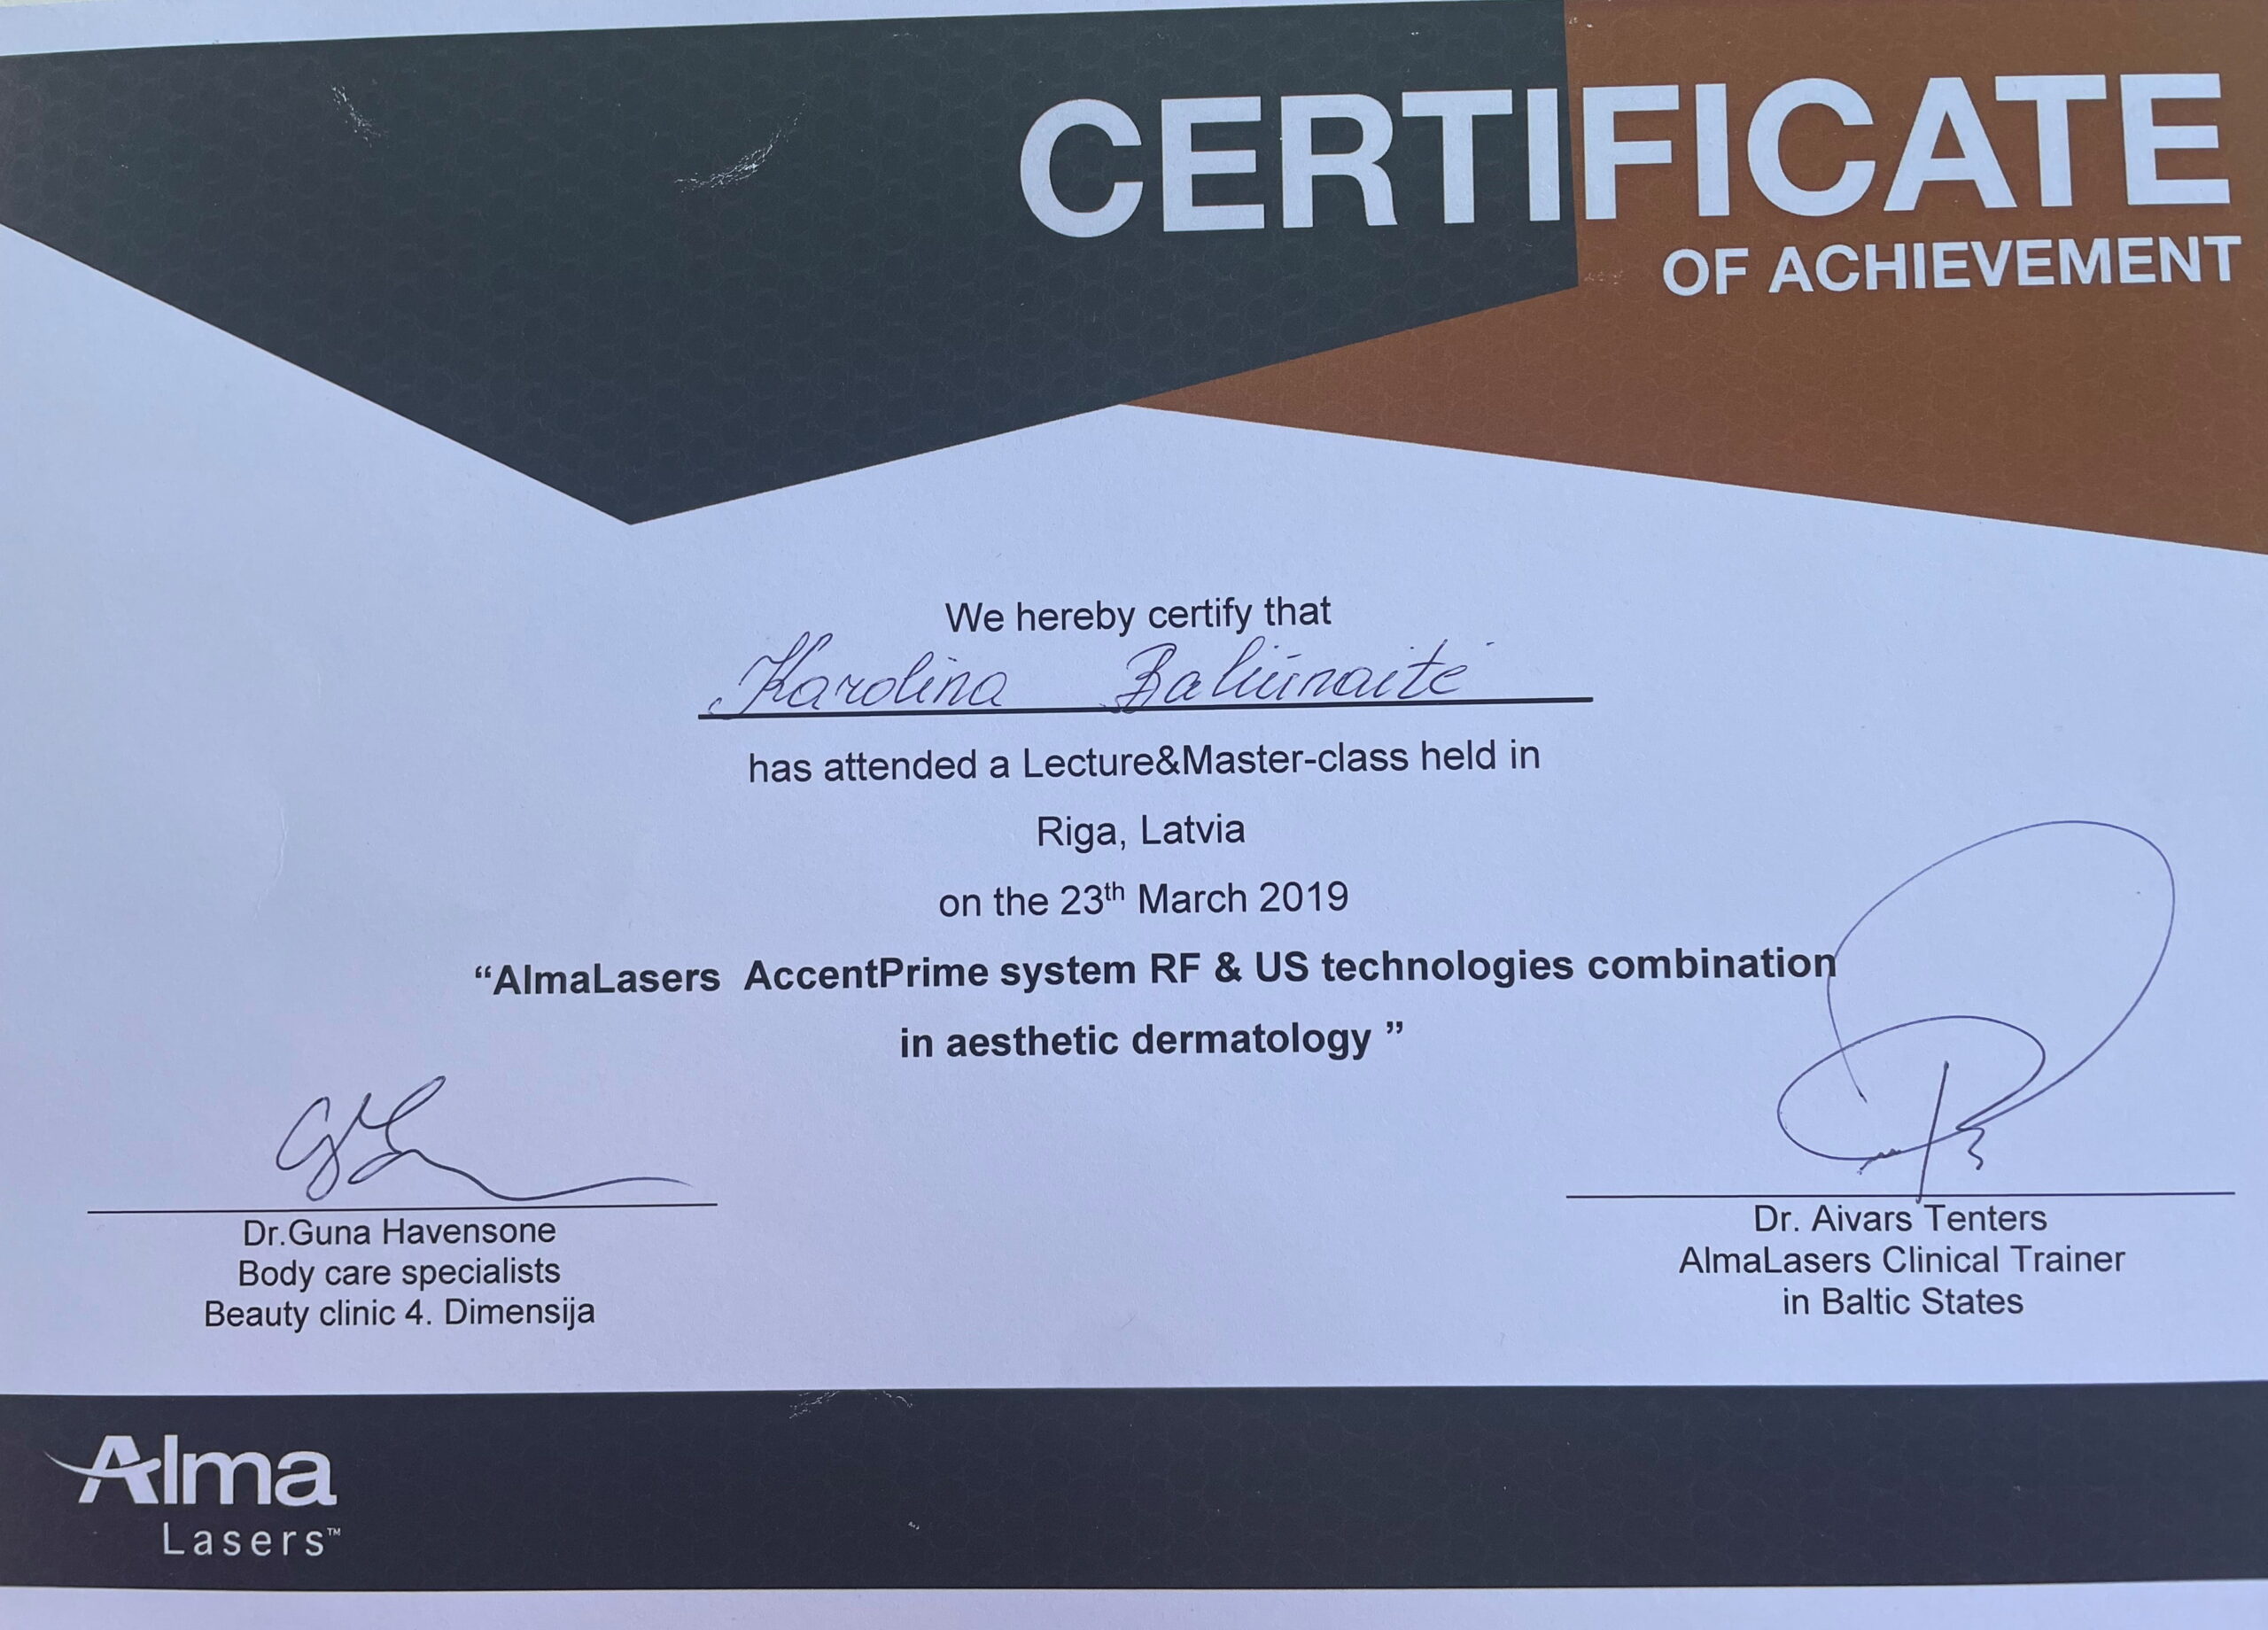 CERTIFICATE
OF ACHIEVEMENT
We hereby certify that
Karolina Baliūnaitė
has attended a Lecture&Master-class held in
Riga, Latvia
on the 23th March 2019
“AlmaLasers AccentPrime system RF & US technologies combination
in aesthetic dermatology ”
Dr.Guna Havensone
Body care specialists
Beauty clinic 4. Dimensija
Dr. Aivars Tenters
AlmaLasers Clinical Trainer
in Baltic States
Alma
Lasers™